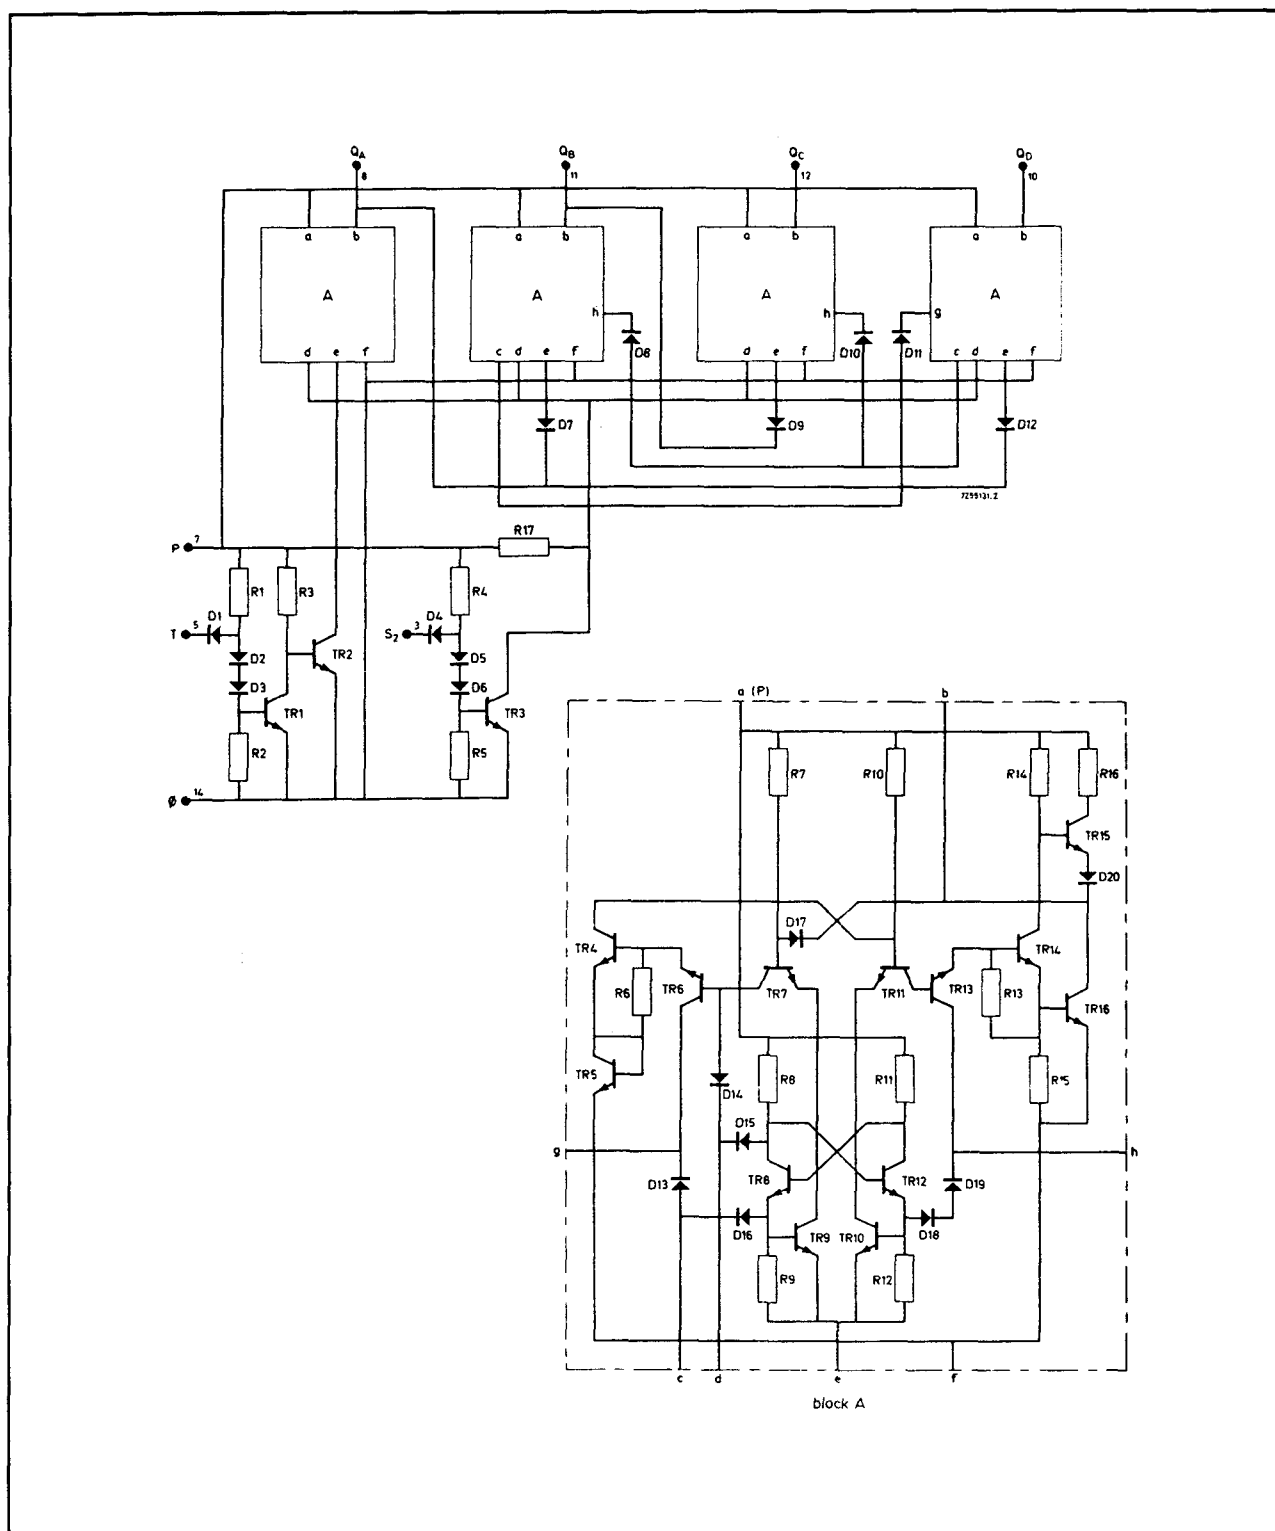 QA QB QC QD
8 11 12 10
a b a b a b a b
A A A A
h h g
D8 D10 D11
d e f c d e f d e f c d e f
D7 D9 D12
7Z59131.2
P 7 R17
R1 R3 R4
D1 D4
T 5 S2 3
D2 TR2 D5
D3 D6
TR1 TR3
R2 R5
a (P) b
Ø 14
R7 R10 R14 R16
TR15
D20
D17
TR4 TR14
R6 TR6 TR7 TR11 TR13 R13 TR16
TR5 D14 R8 R11 R15
D15
g h
D13 TR8 TR12 D19
D16 TR9 TR10 D18
R9 R12
c d e f
block A